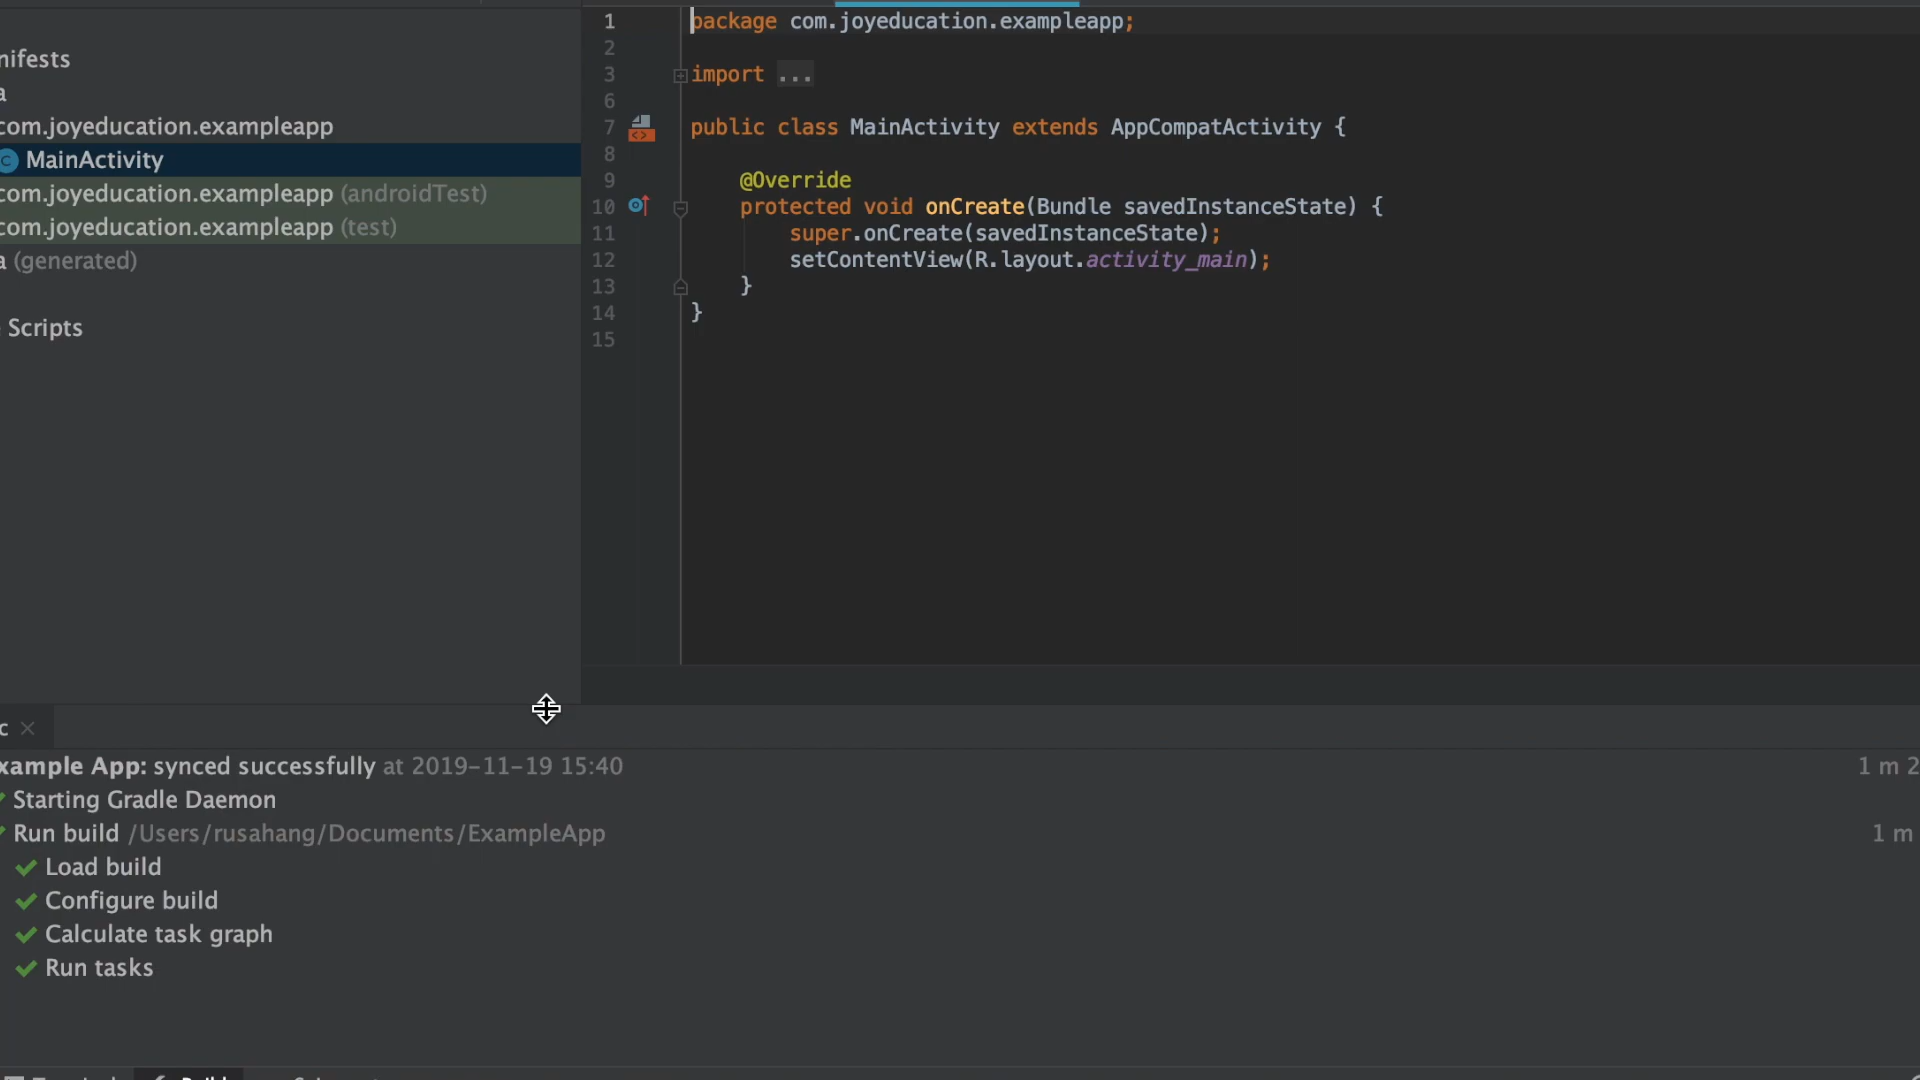 nifests
a
com.joyeducation.exampleapp
MainActivity
com.joyeducation.exampleapp (androidTest)
com.joyeducation.exampleapp (test)
a (generated)
Scripts
1 package com.joyeducation.exampleapp;
2
3 import ...
6
7 public class MainActivity extends AppCompatActivity {
8
9 @Override
10 protected void onCreate(Bundle savedInstanceState) {
11 super.onCreate(savedInstanceState);
12 setContentView(R.layout.activity_main);
13 }
14 }
15
c
xample App: synced successfully at 2019-11-19 15:40 1 m 2
Starting Gradle Daemon
Run build /Users/rusahang/Documents/ExampleApp 1 m
Load build
Configure build
Calculate task graph
Run tasks